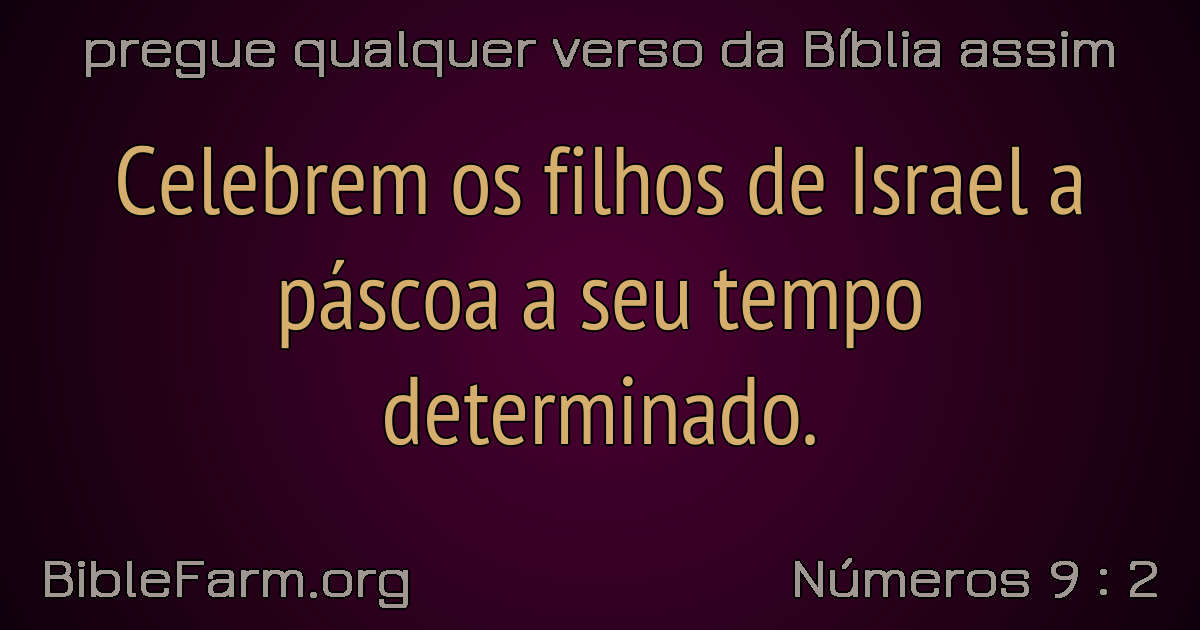 pregue qualquer verso da Bíblia assim
Celebrem os filhos de Israel a
páscoa a seu tempo
determinado.
BibleFarm.org
Números 9 : 2